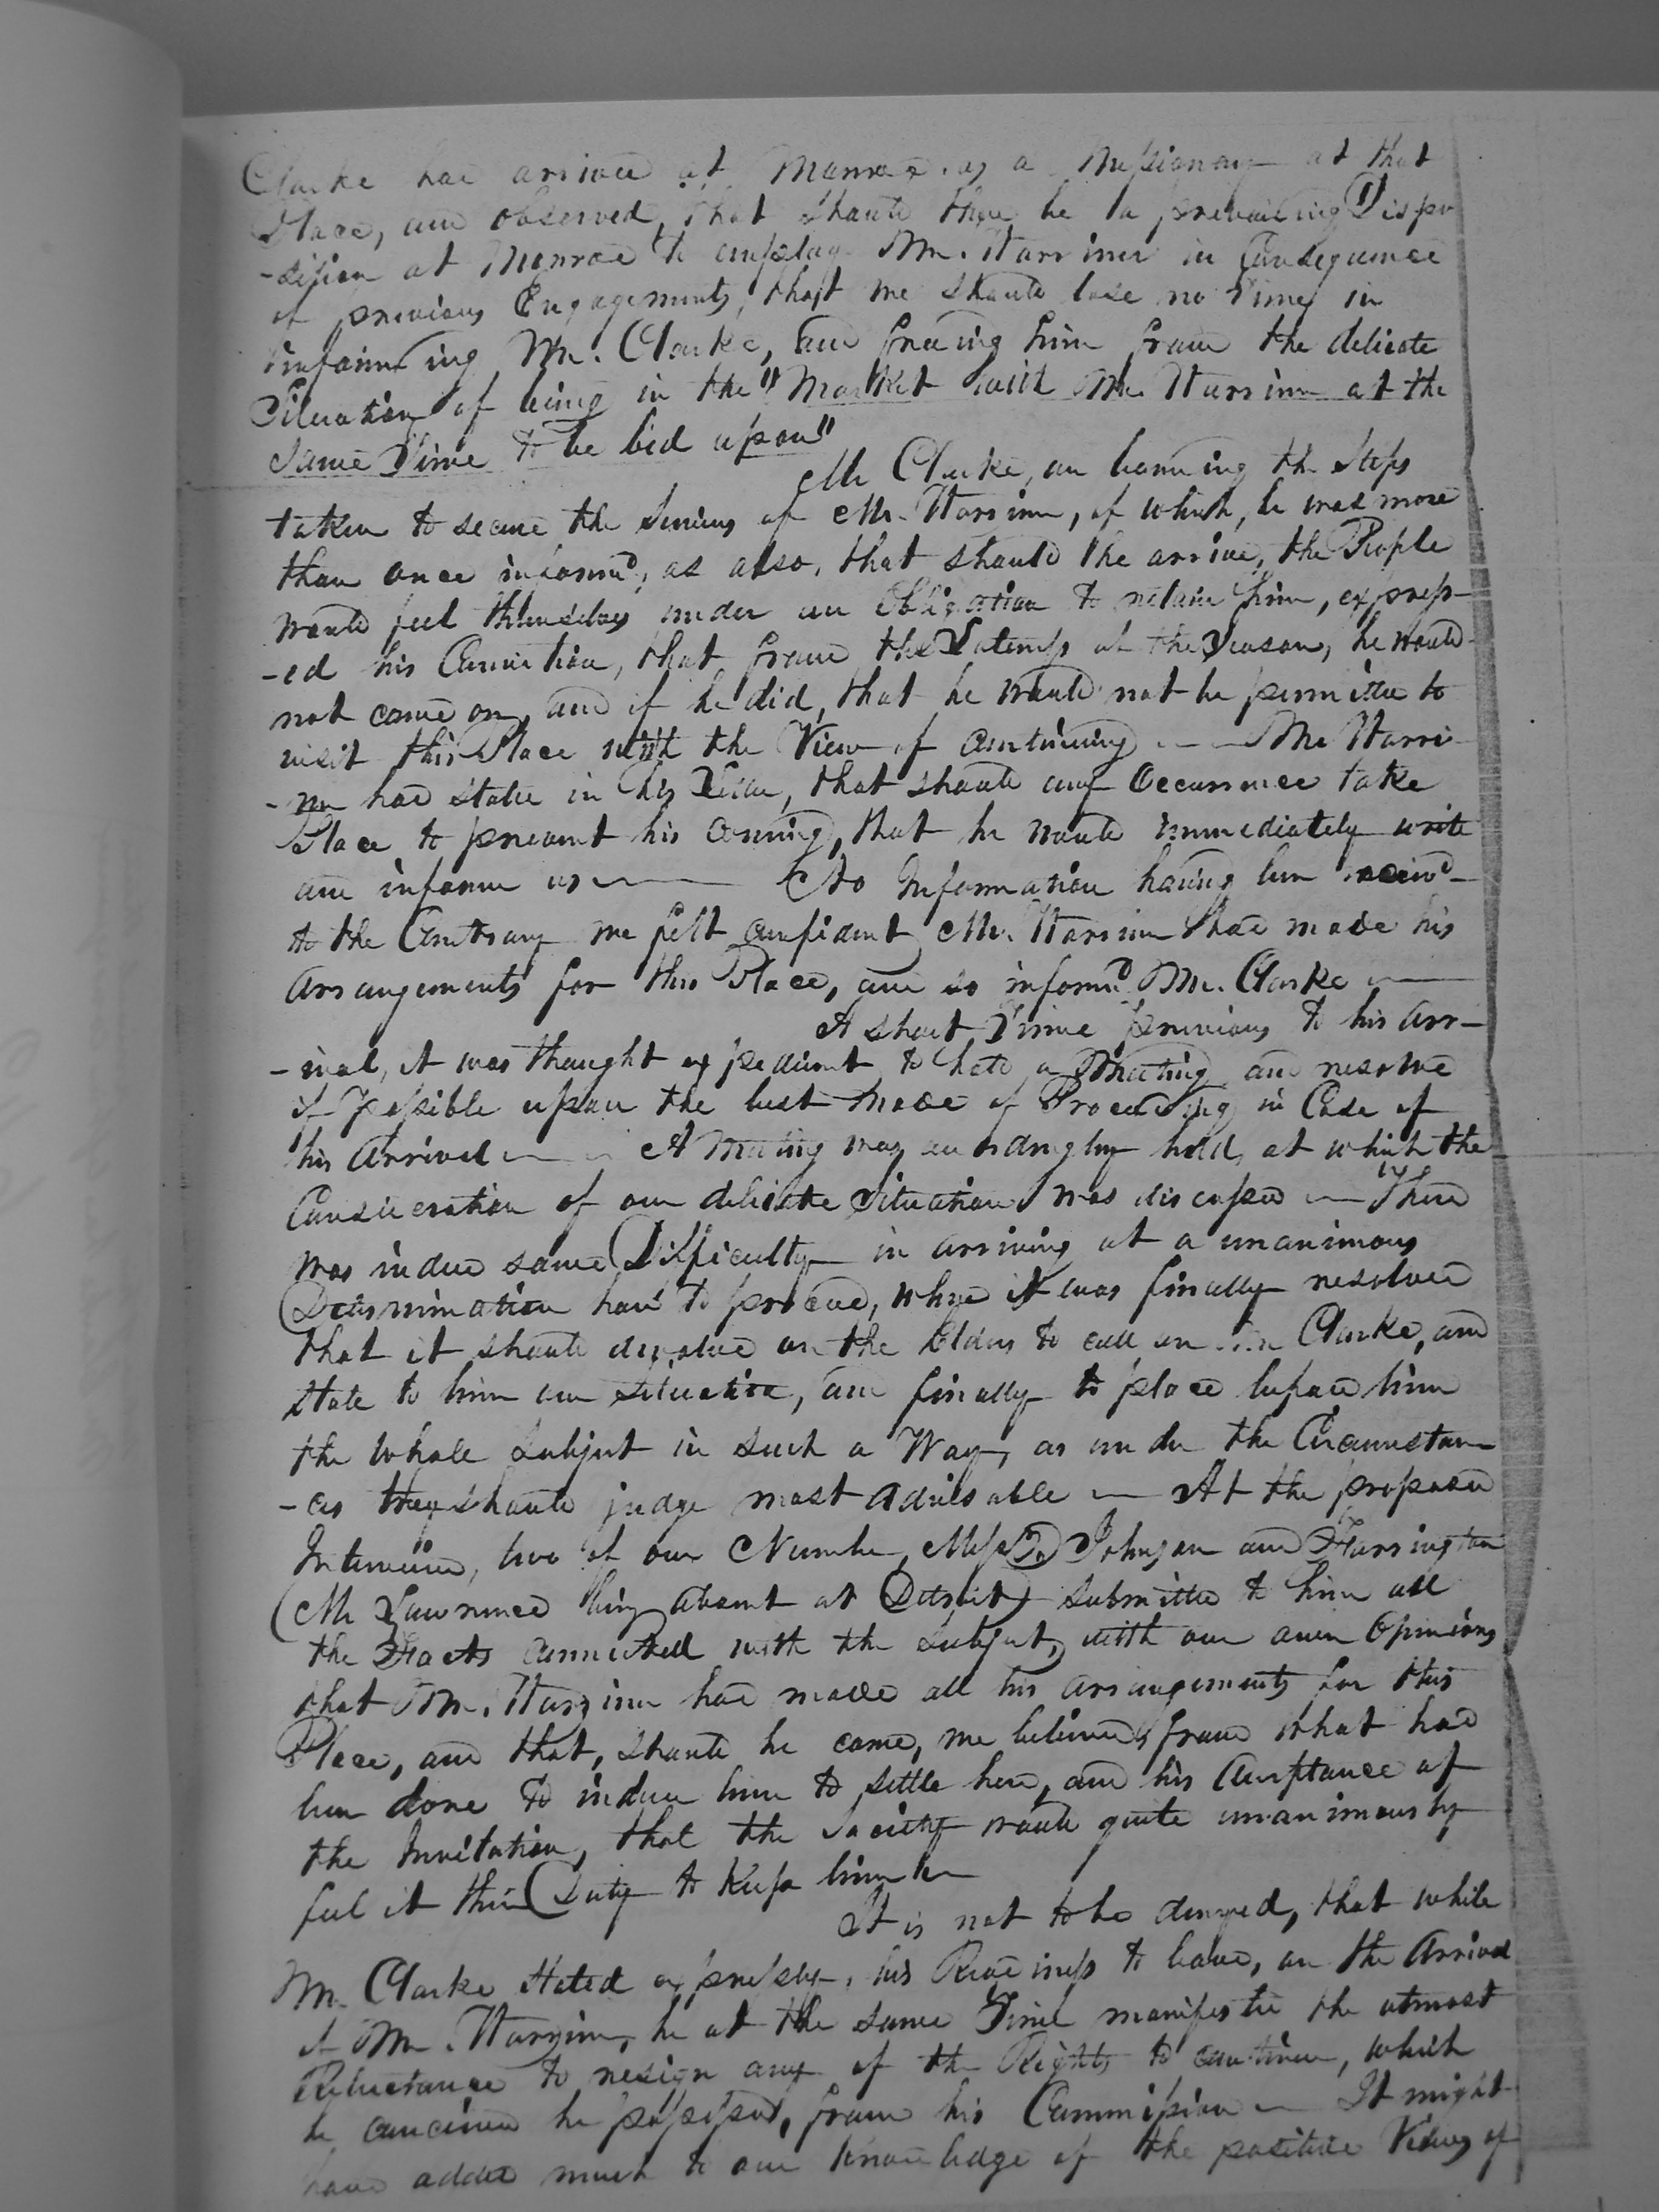 Clarke had arrived at Monroe, as a Missionary at that
Place, and observed, that should there be a prevailing Dispo
-sition at Monroe to employ Mr. Warriner in Consequence
of previous Engagements, that we should lose no Time in
informing Mr. Clarke, and freeing him from the delicate
Situation of being in the "Market with Mr. Warriner at the
Same Time to be bid upon"
Mr Clarke, on learning the Steps
taken to secure the Services of Mr. Warriner, of which, he was more
than once informd, as also, that should he arrive, the People
would feel themselves under an Obligation to retain him, express-
-ed his Conviction, that from the Lateness of the Season, he would
not come on, and if he did, that he would not be permitted to
visit this Place with the View of continuing — Mr Warri-
-ner had stated in his Letter, that should any Occurrence take
Place to prevent his coming, that he would immediately write
and inform us — No Information having been receivd
to the Contrary we felt confident Mr. Warriner had made his
arrangements for this Place, and so informd Mr. Clarke —
A short Time previous to his Arr-
-ival, it was thought expedient to hold a Meeting and resolve
if Possible upon the best Mode of Proceeding in Case of
his Arrival — A Meeting was accordingly held, at which the
Consideration of our delicate Situation was discussed — There
was indeed some Difficulty in arriving at a unanimous
Determination how to proceed, when it was finally resolved
that it should devolve on the Elders to call on Mr Clarke, and
State to him our situation, and finally to place before him
the whole Subject in such a Way, as under the Circumstan-
-ces they should judge most Adviseable — At the proposed
Interview, two of our Number, Messrs Johnson and Harrington
(Mr Lawrence being absent at Detroit) submitted to him all
the Facts connected with the Subject, with our own Opinions
that Mr. Warriner had made all his arrangements for this
Place, and that, should he come, we believed, from what had
been done to induce him to settle here, and his Acceptance of
the Invitation, that the Society would quite unanimously
feel it their Duty to keep him —
It is not to be denyed, that while
Mr. Clarke stated expressly, his Readiness to leave, on the Arrival
of Mr. Warriner, he at the same Time manifested the utmost
Reluctance to resign any of the Rights to continue, which
he conceived he possessed, from his Commission — It might
have added much to our knowledge of the positive Views of